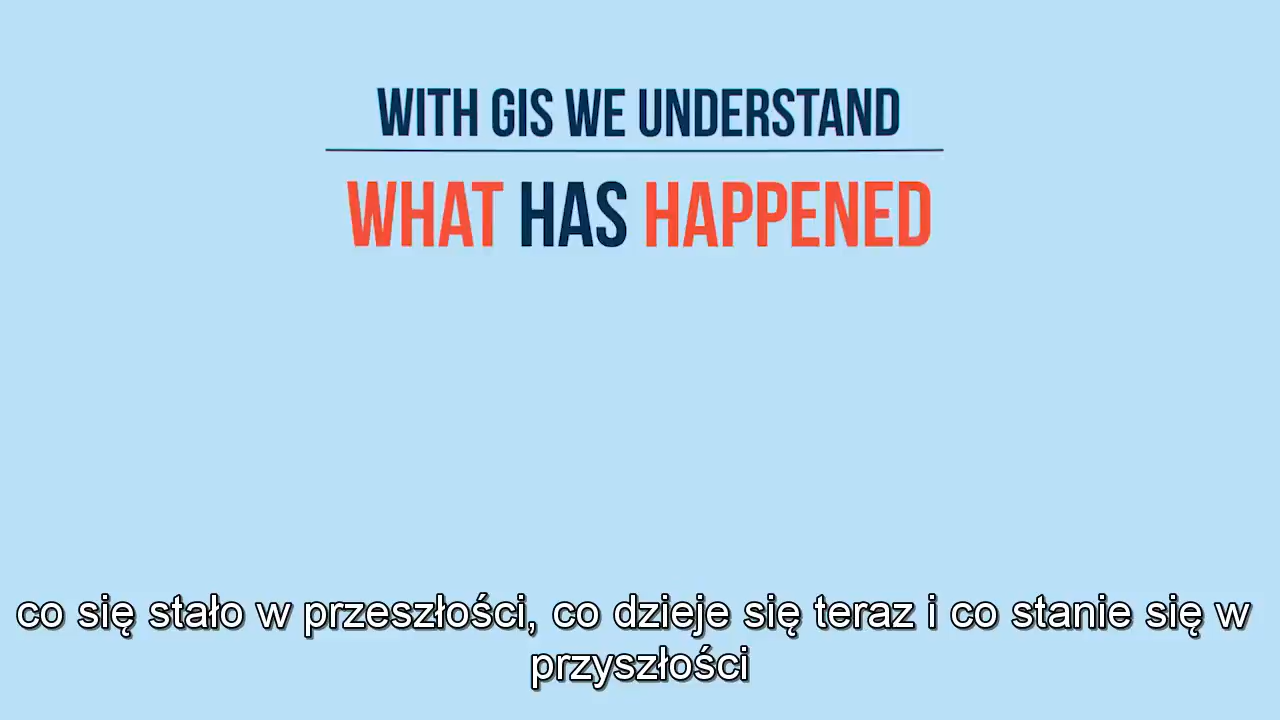 WITH GIS WE UNDERSTAND
WHAT HAS HAPPENED
co się stało w przeszłości, co dzieje się teraz i co stanie się w
przyszłości